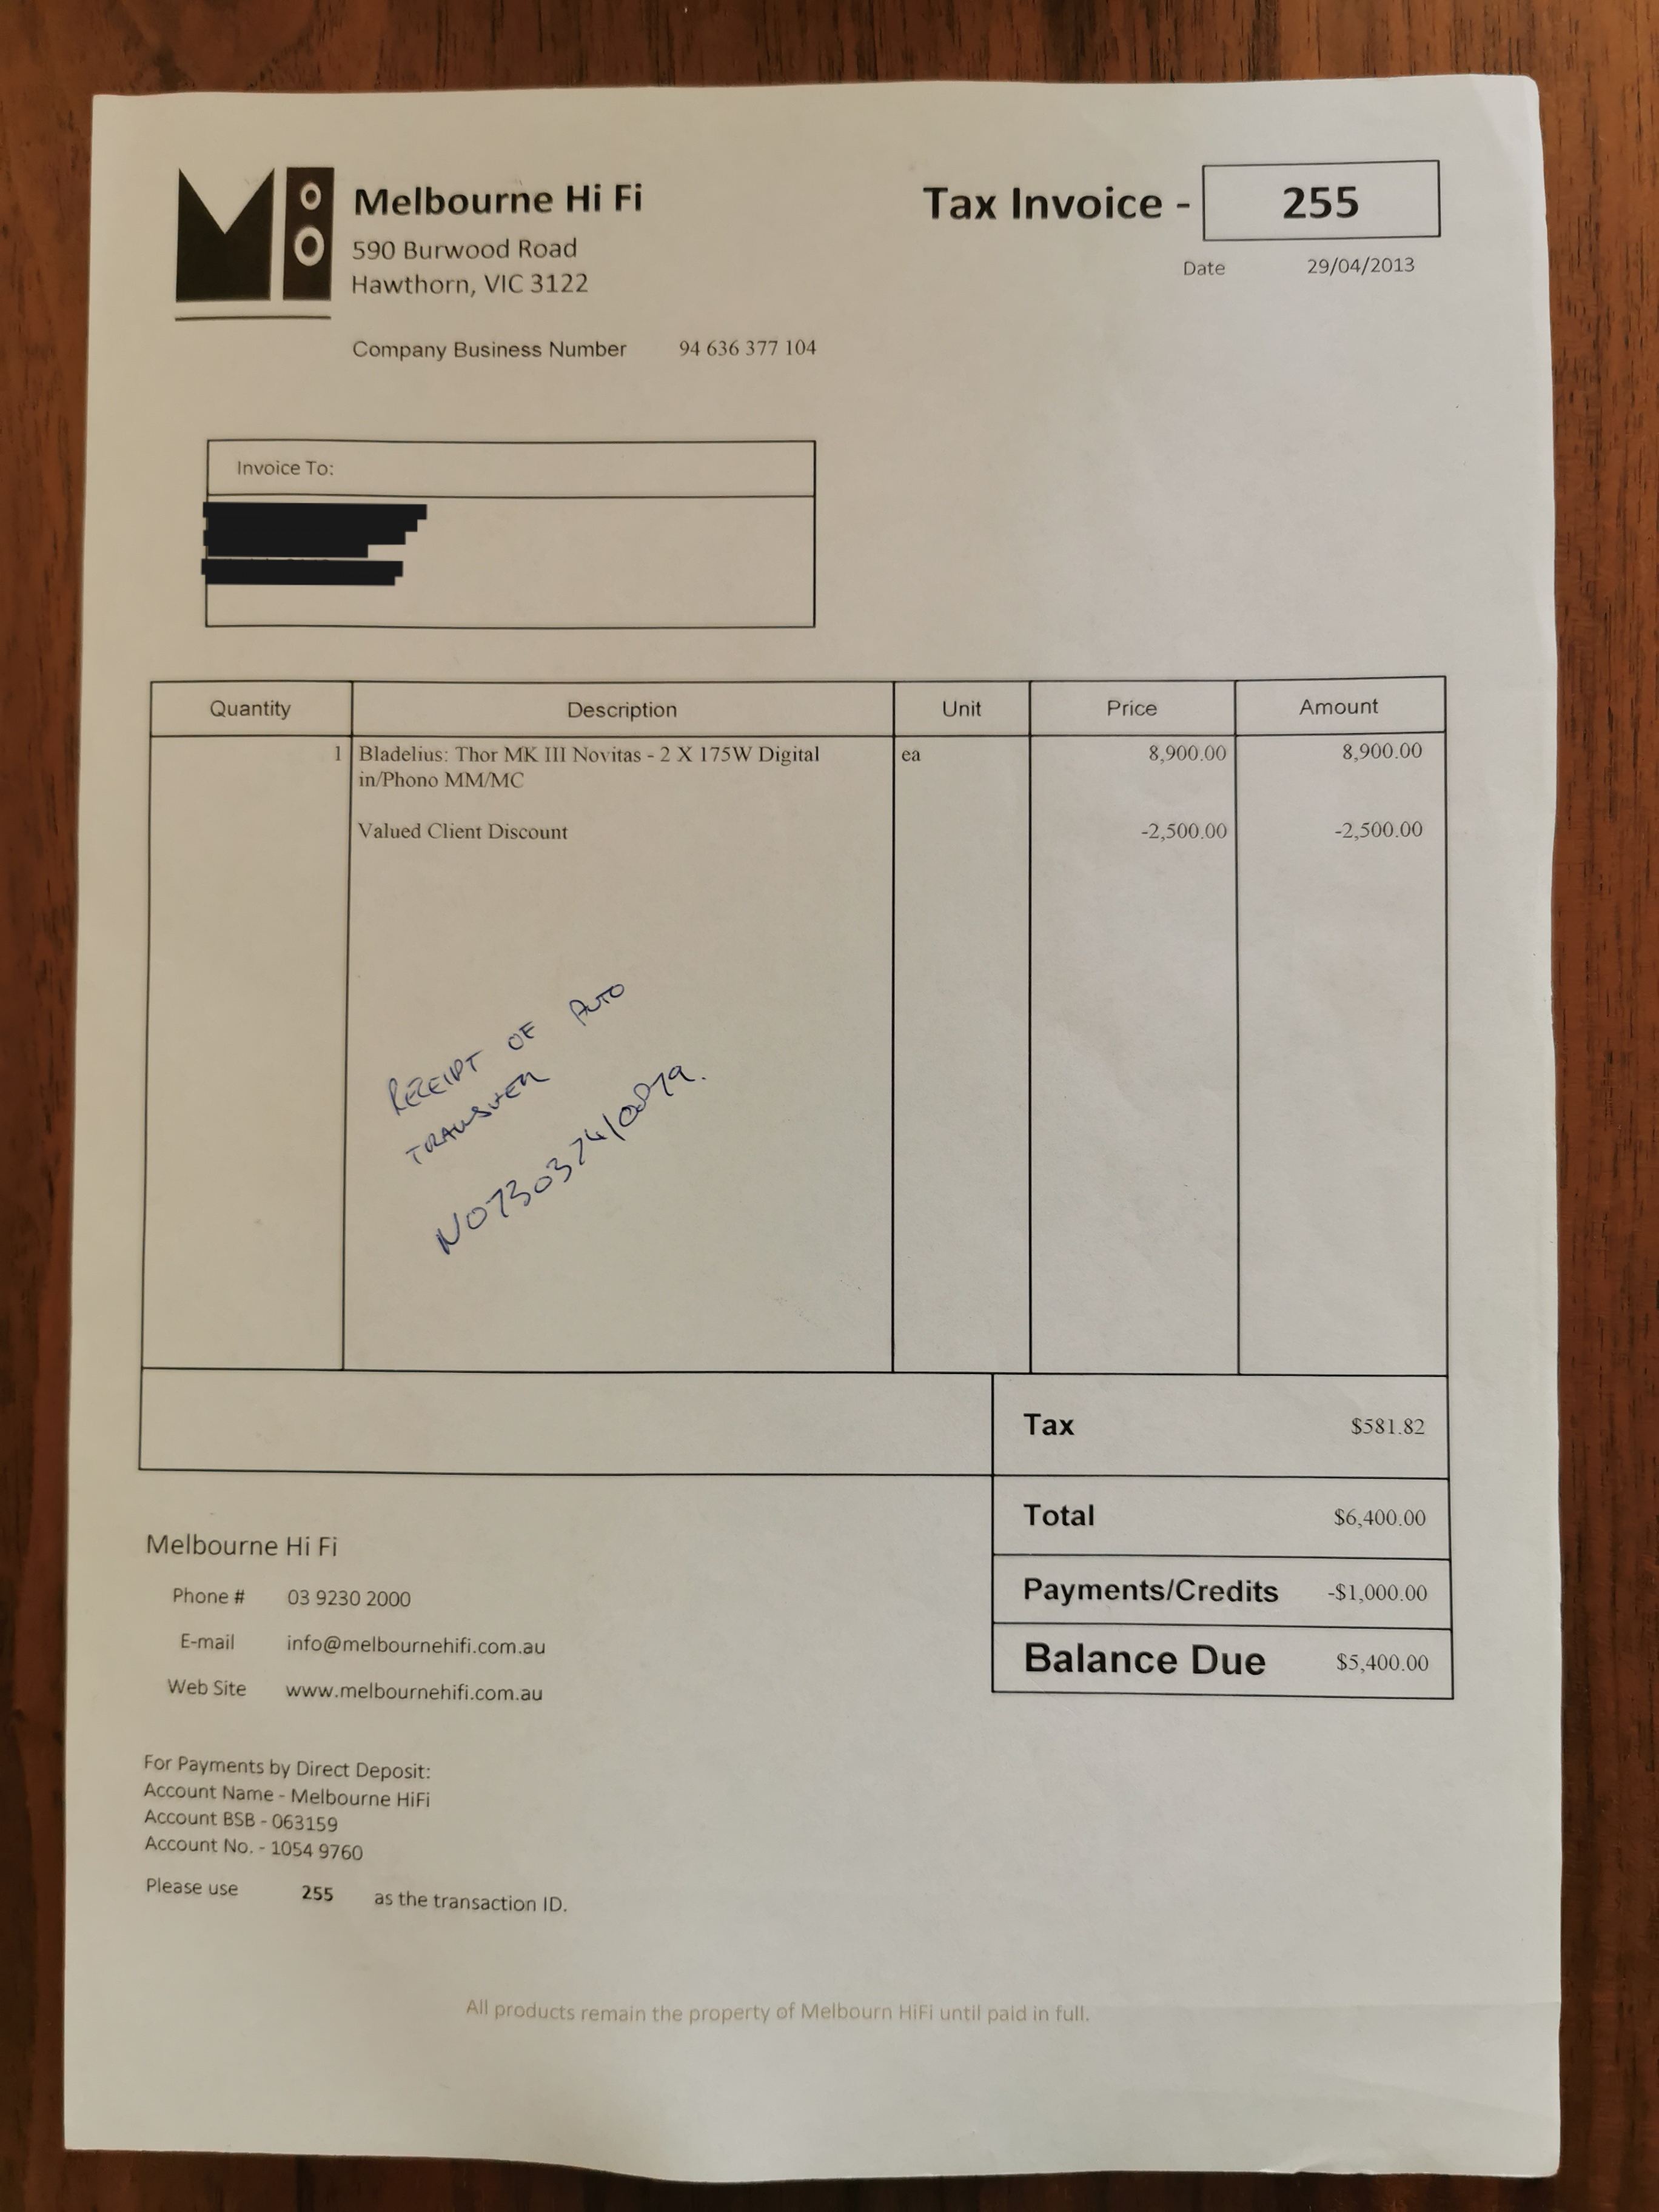 Melbourne Hi Fi
590 Burwood Road
Hawthorn, VIC 3122
Company Business Number 94 636 377 104
Tax Invoice - 255
Date 29/04/2013
Invoice To:
Quantity Description Unit Price Amount
1 Bladelius: Thor MK III Novitas - 2 X 175W Digital ea 8,900.00 8,900.00
in/Phono MM/MC
Valued Client Discount -2,500.00 -2,500.00
RECEIPT OF AUTO
TRANSFER
Tax $581.82
Total $6,400.00
Payments/Credits -$1,000.00
Balance Due $5,400.00
Melbourne Hi Fi
Phone # 03 9230 2000
E-mail info@melbournehifi.com.au
Web Site www.melbournehifi.com.au
For Payments by Direct Deposit:
Account Name - Melbourne HiFi
Account BSB - 063159
Account No. - 1054 9760
Please use 255 as the transaction ID.
All products remain the property of Melbourn HiFi until paid in full.